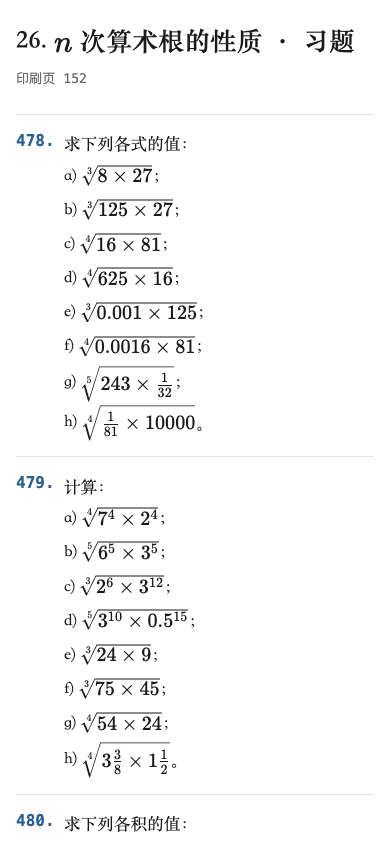 26. n 次算术根的性质 · 习题
印刷页 152
478. 求下列各式的值:
a) ∛(8 × 27);
b) ∛(125 × 27);
c) ∜(16 × 81);
d) ∜(625 × 16);
e) ∛(0.001 × 125);
f) ∜(0.0016 × 81);
g) ⁵√(243 × 1/32);
h) ∜(1/81 × 10000)。
479. 计算:
a) ∜(7⁴ × 2⁴);
b) ⁵√(6⁵ × 3⁵);
c) ∛(2⁶ × 3¹²);
d) ⁵√(3¹⁰ × 0.5¹⁵);
e) ∛(24 × 9);
f) ∛(75 × 45);
g) ∜(54 × 24);
h) ∜(3 3/8 × 1 1/2)。
480. 求下列各积的值: